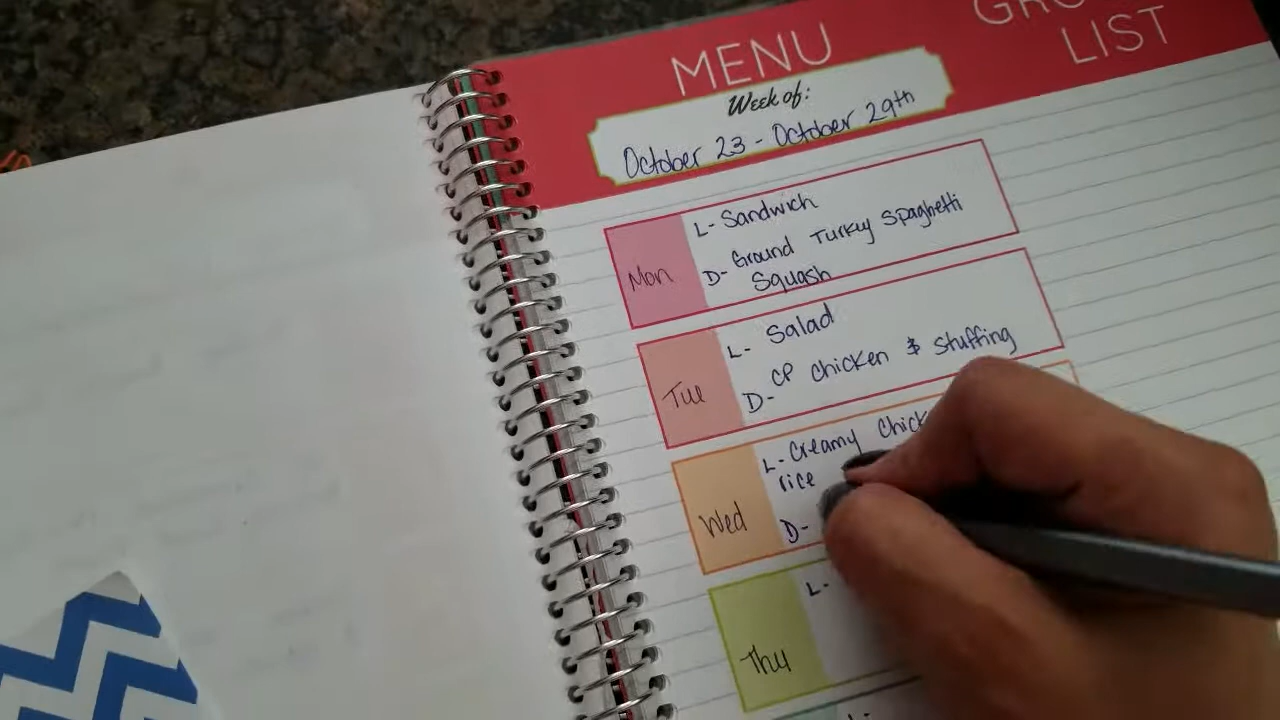 MENU
LIST
Week of:
October 23 - October 29th
Mon
L- Sandwich
D- Ground Turkey Spaghetti
Squash
Tue
L- Salad
D- CP Chicken & Stuffing
Wed
L- Creamy
rice
D-
Thu
L-